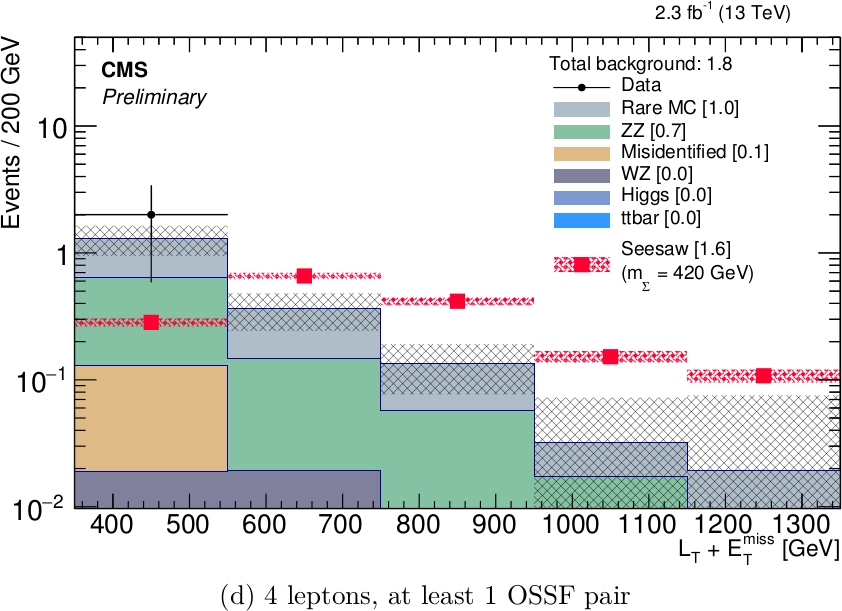 2.3 fb⁻¹ (13 TeV)
Events / 200 GeV
CMS
Preliminary
Total background: 1.8
Data
Rare MC [1.0]
ZZ [0.7]
Misidentified [0.1]
WZ [0.0]
Higgs [0.0]
ttbar [0.0]
Seesaw [1.6]
(m_Σ = 420 GeV)
10
1
10⁻¹
10⁻²
400 500 600 700 800 900 1000 1100 1200 1300
L_T + E_T^miss [GeV]
(d) 4 leptons, at least 1 OSSF pair